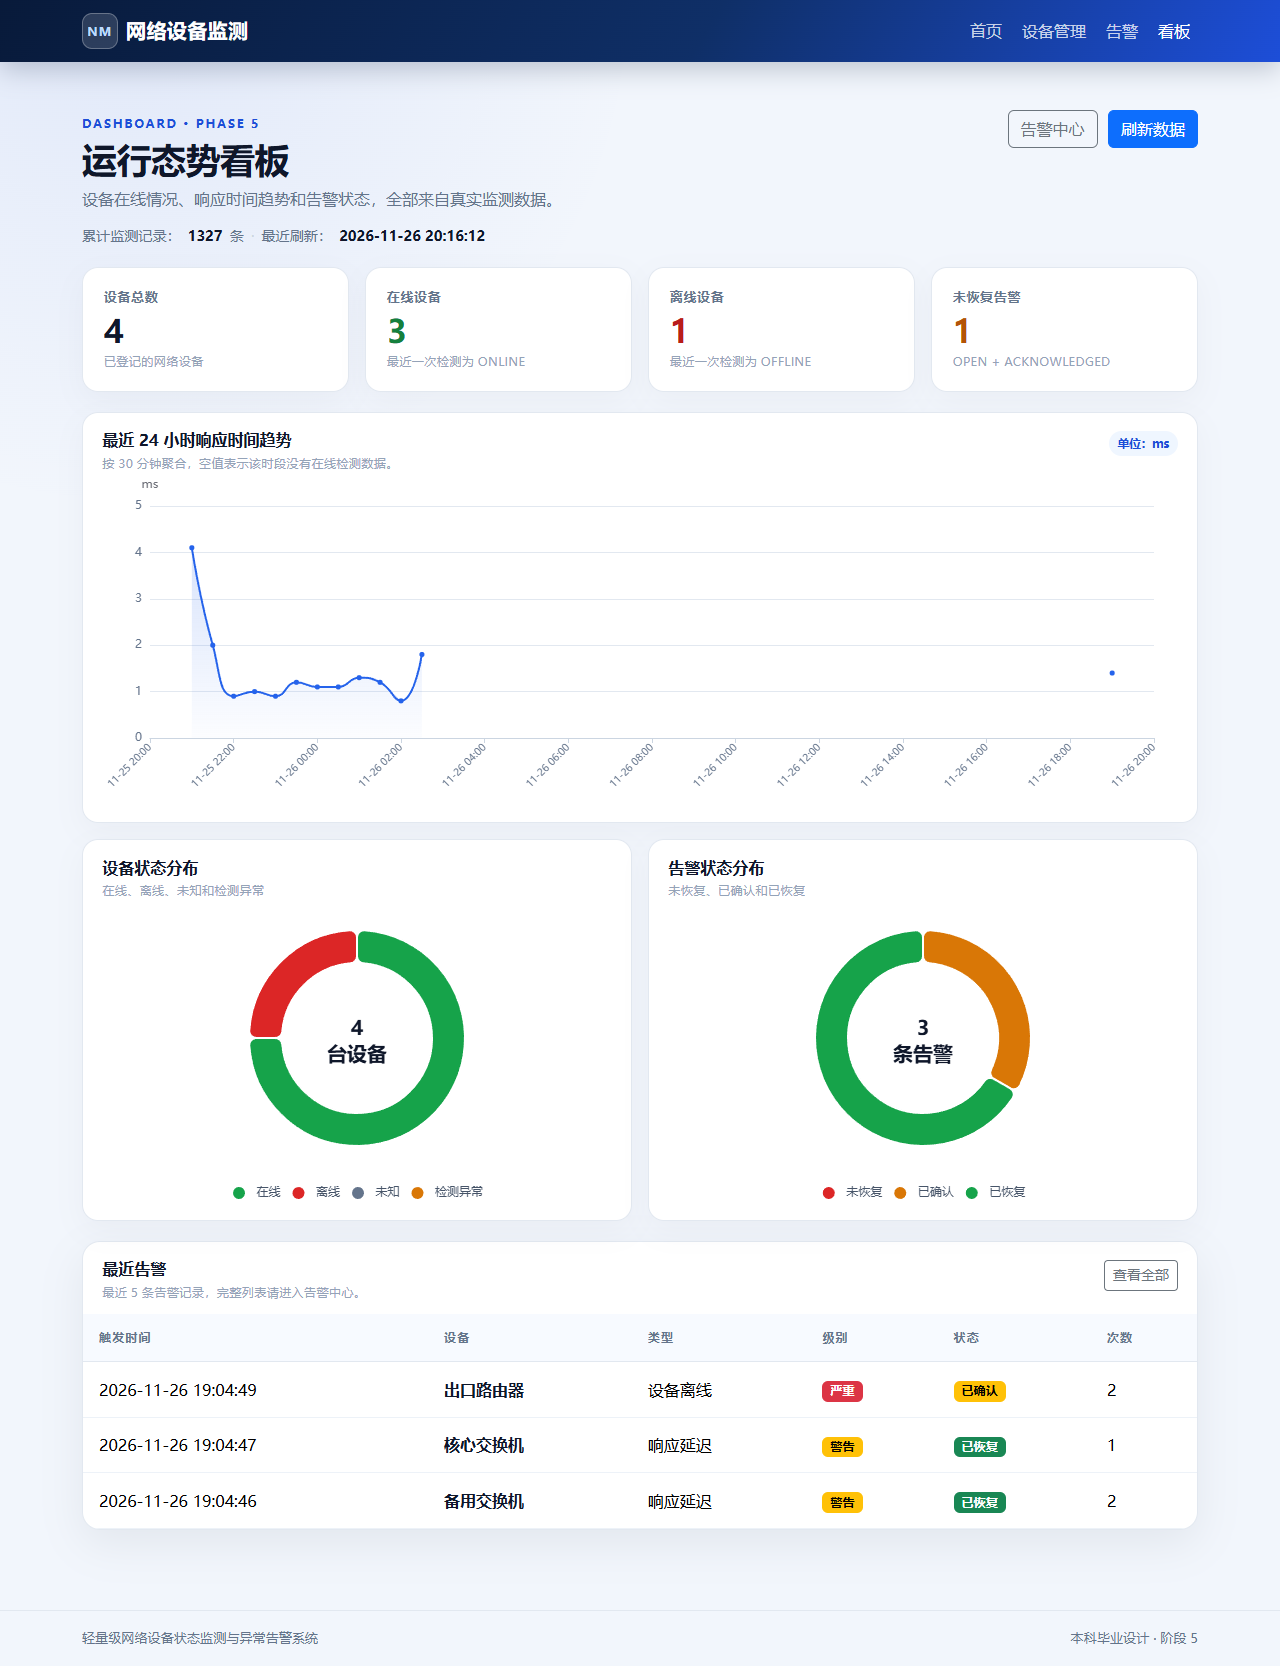 NM 网络设备监测
首页 设备管理 告警 看板
DASHBOARD • PHASE 5
运行态势看板
设备在线情况、响应时间趋势和告警状态，全部来自真实监测数据。
累计监测记录： 1327 条 · 最近刷新： 2026-11-26 20:16:12
告警中心 刷新数据
设备总数
4
已登记的网络设备
在线设备
3
最近一次检测为 ONLINE
离线设备
1
最近一次检测为 OFFLINE
未恢复告警
1
OPEN + ACKNOWLEDGED
最近 24 小时响应时间趋势
按 30 分钟聚合，空值表示该时段没有在线检测数据。
单位：ms
ms
5
4
3
2
1
0
11-25 20:00 11-25 22:00 11-26 00:00 11-26 02:00 11-26 04:00 11-26 06:00 11-26 08:00 11-26 10:00 11-26 12:00 11-26 14:00 11-26 16:00 11-26 18:00 11-26 20:00
设备状态分布
在线、离线、未知和检测异常
4
台设备
在线 离线 未知 检测异常
告警状态分布
未恢复、已确认和已恢复
3
条告警
未恢复 已确认 已恢复
最近告警
最近 5 条告警记录，完整列表请进入告警中心。
查看全部
触发时间 设备 类型 级别 状态 次数
2026-11-26 19:04:49 出口路由器 设备离线 严重 已确认 2
2026-11-26 19:04:47 核心交换机 响应延迟 警告 已恢复 1
2026-11-26 19:04:46 备用交换机 响应延迟 警告 已恢复 2
轻量级网络设备状态监测与异常告警系统
本科毕业设计 · 阶段 5